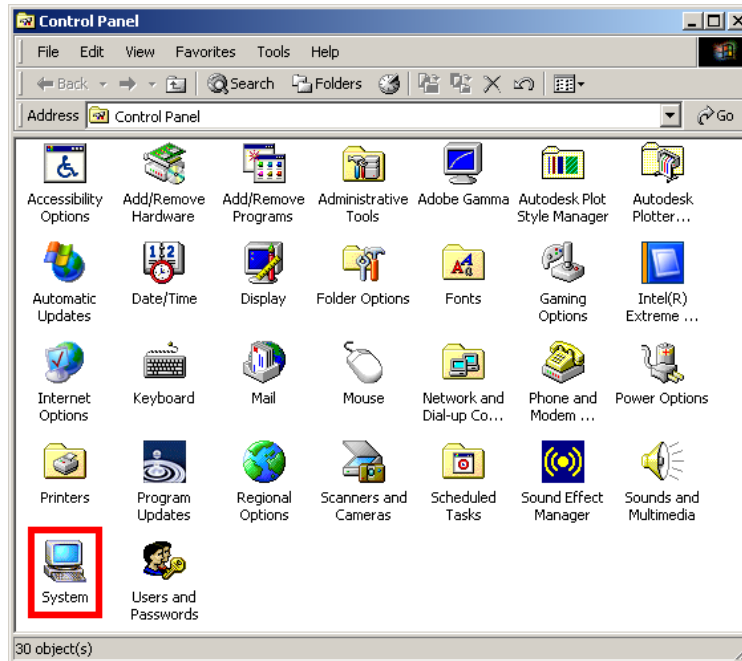 Control Panel
File Edit View Favorites Tools Help
Back Search Folders
Address Control Panel Go
Accessibility Options
Add/Remove Hardware
Add/Remove Programs
Administrative Tools
Adobe Gamma
Autodesk Plot Style Manager
Autodesk Plotter...
Automatic Updates
Date/Time
Display
Folder Options
Fonts
Gaming Options
Intel(R) Extreme ...
Internet Options
Keyboard
Mail
Mouse
Network and Dial-up Co...
Phone and Modem ...
Power Options
Printers
Program Updates
Regional Options
Scanners and Cameras
Scheduled Tasks
Sound Effect Manager
Sounds and Multimedia
System
Users and Passwords
30 object(s)